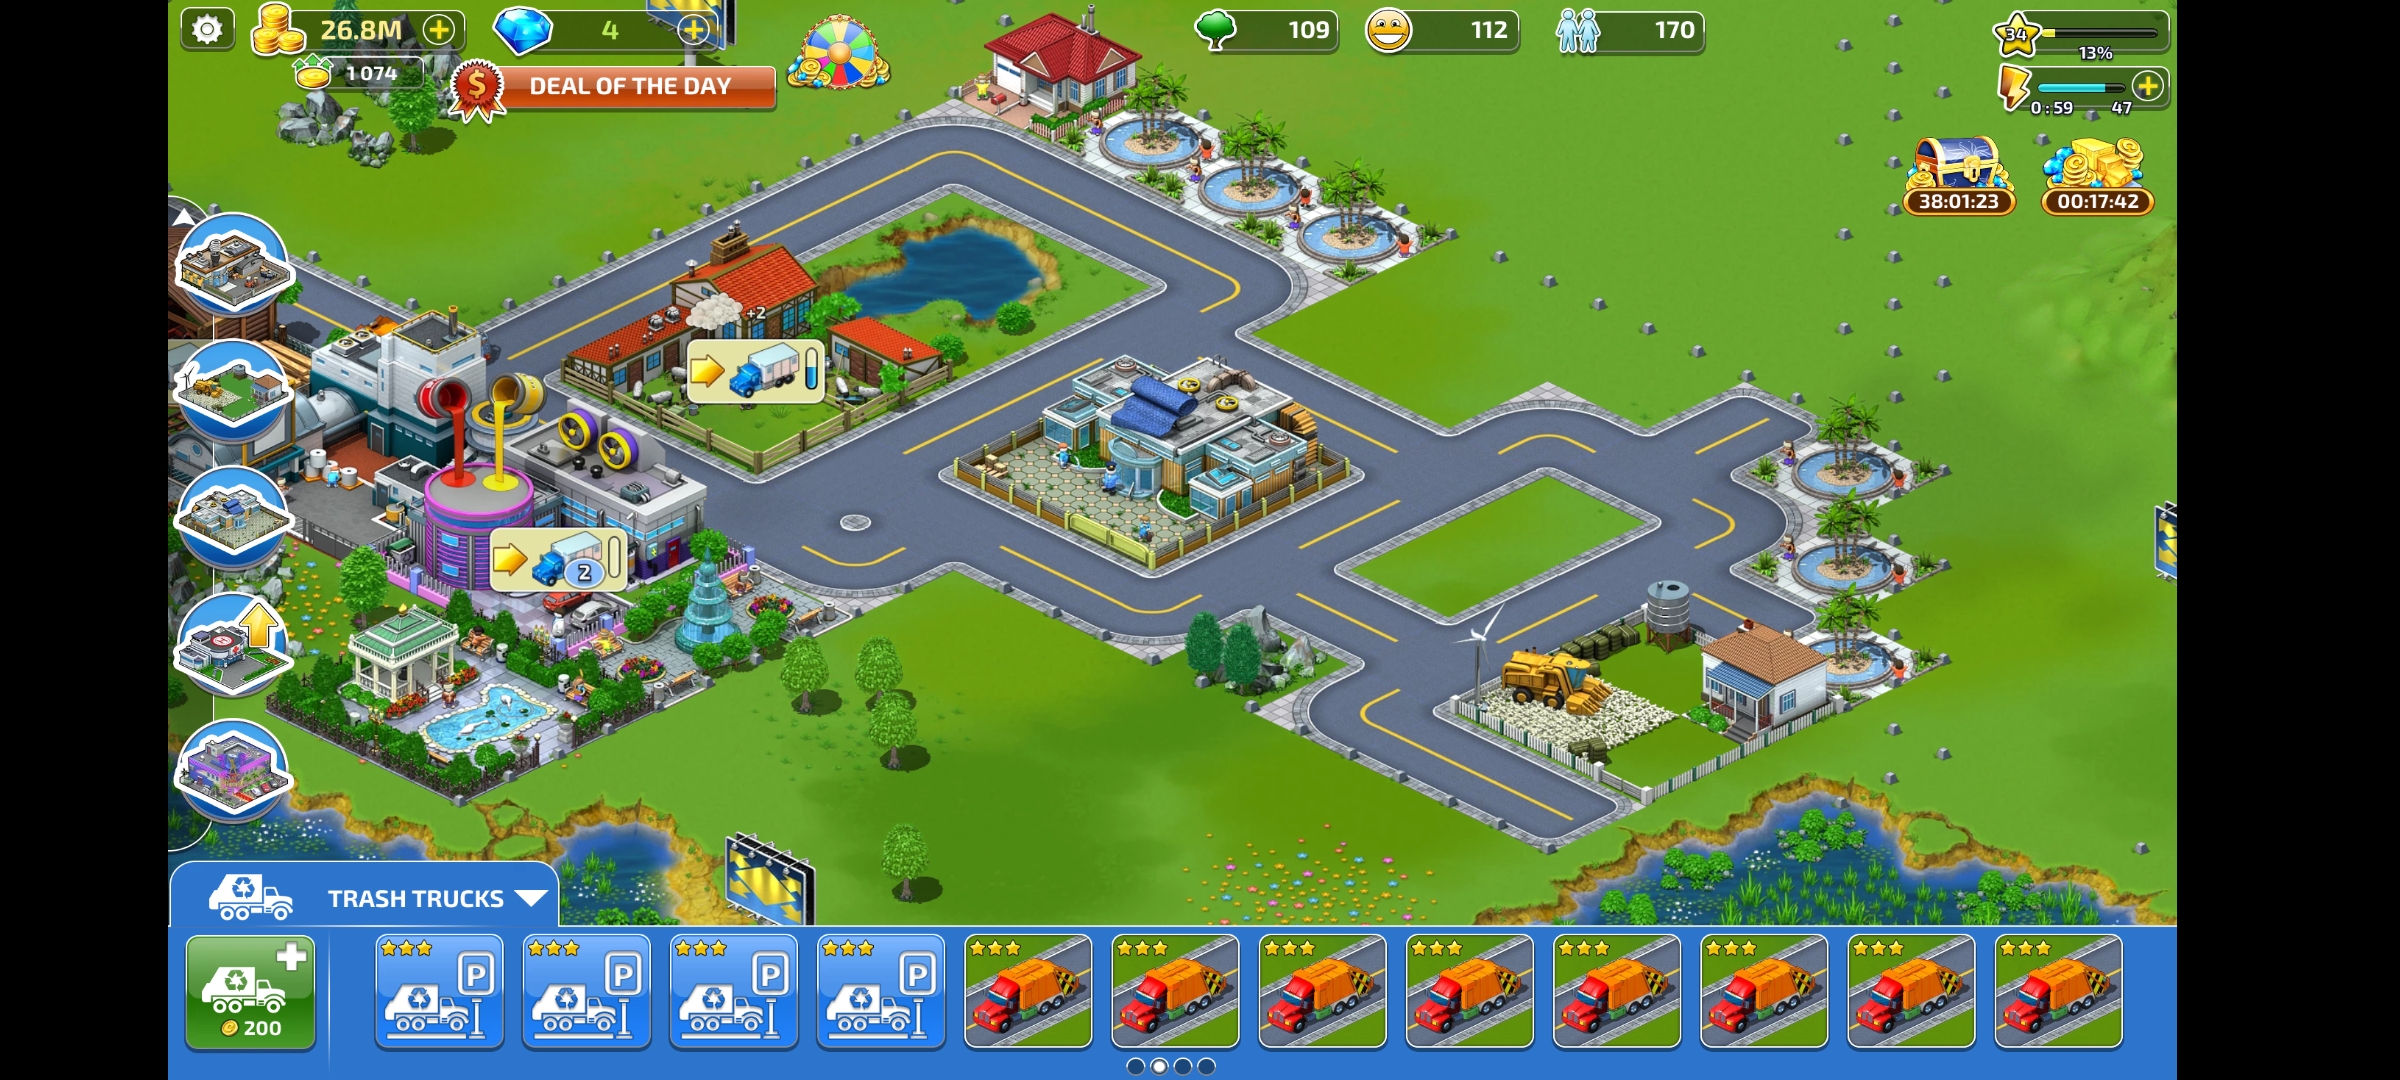 26.8M
4
109
112
170
34
13%
1 074
$
DEAL OF THE DAY
0:59
47
38:01:23
00:17:42
+2
2
TRASH TRUCKS
200
P
P
P
P